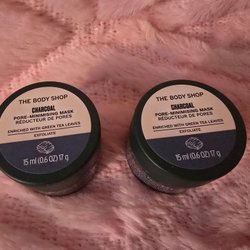 THE BODY SHOP
CHARCOAL
PORE-MINIMISING MASK
RÉDUCTEUR DE PORES
ENRICHED WITH GREEN TEA LEAVES
EXFOLIATE
15 ml (0.6 OZ) 17 g
THE BODY SHOP
CHARCOAL
PORE-MINIMISING MASK
RÉDUCTEUR DE PORES
ENRICHED WITH GREEN TEA LEAVES
EXFOLIATE
15 ml (0.6 OZ) 17 g